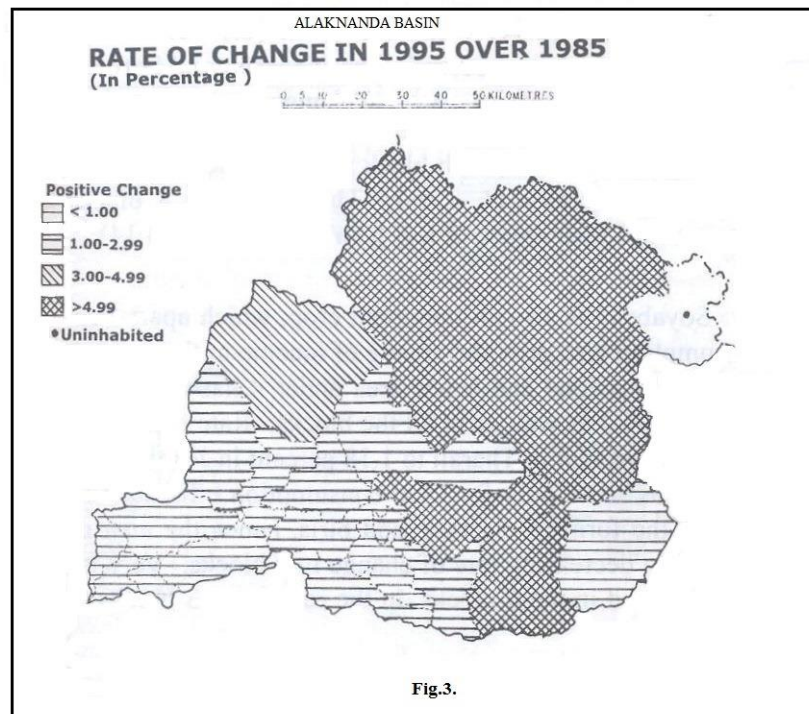 ALAKNANDA BASIN
RATE OF CHANGE IN 1995 OVER 1985
(In Percentage )
0 5 10 20 30 40 50 KILOMETRES
Positive Change
< 1.00
1.00-2.99
3.00-4.99
>4.99
•Uninhabited
Fig.3.